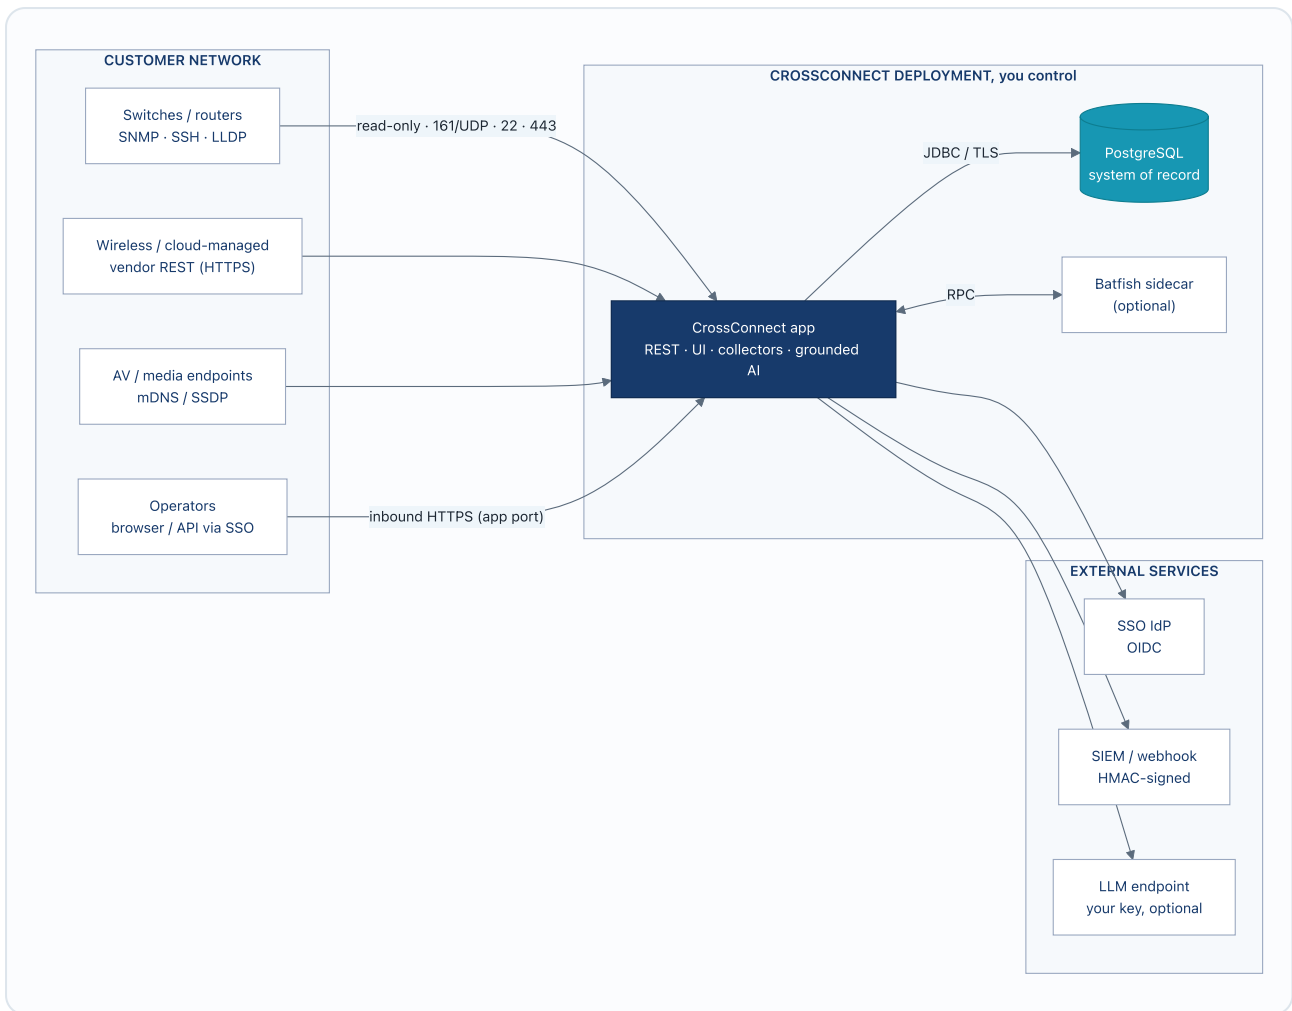 CUSTOMER NETWORK
Switches / routers
SNMP · SSH · LLDP
Wireless / cloud-managed
vendor REST (HTTPS)
AV / media endpoints
mDNS / SSDP
Operators
browser / API via SSO
read-only · 161/UDP · 22 · 443
inbound HTTPS (app port)
CROSSCONNECT DEPLOYMENT, you control
CrossConnect app
REST · UI · collectors · grounded
AI
JDBC / TLS
PostgreSQL
system of record
RPC
Batfish sidecar
(optional)
EXTERNAL SERVICES
SSO IdP
OIDC
SIEM / webhook
HMAC-signed
LLM endpoint
your key, optional